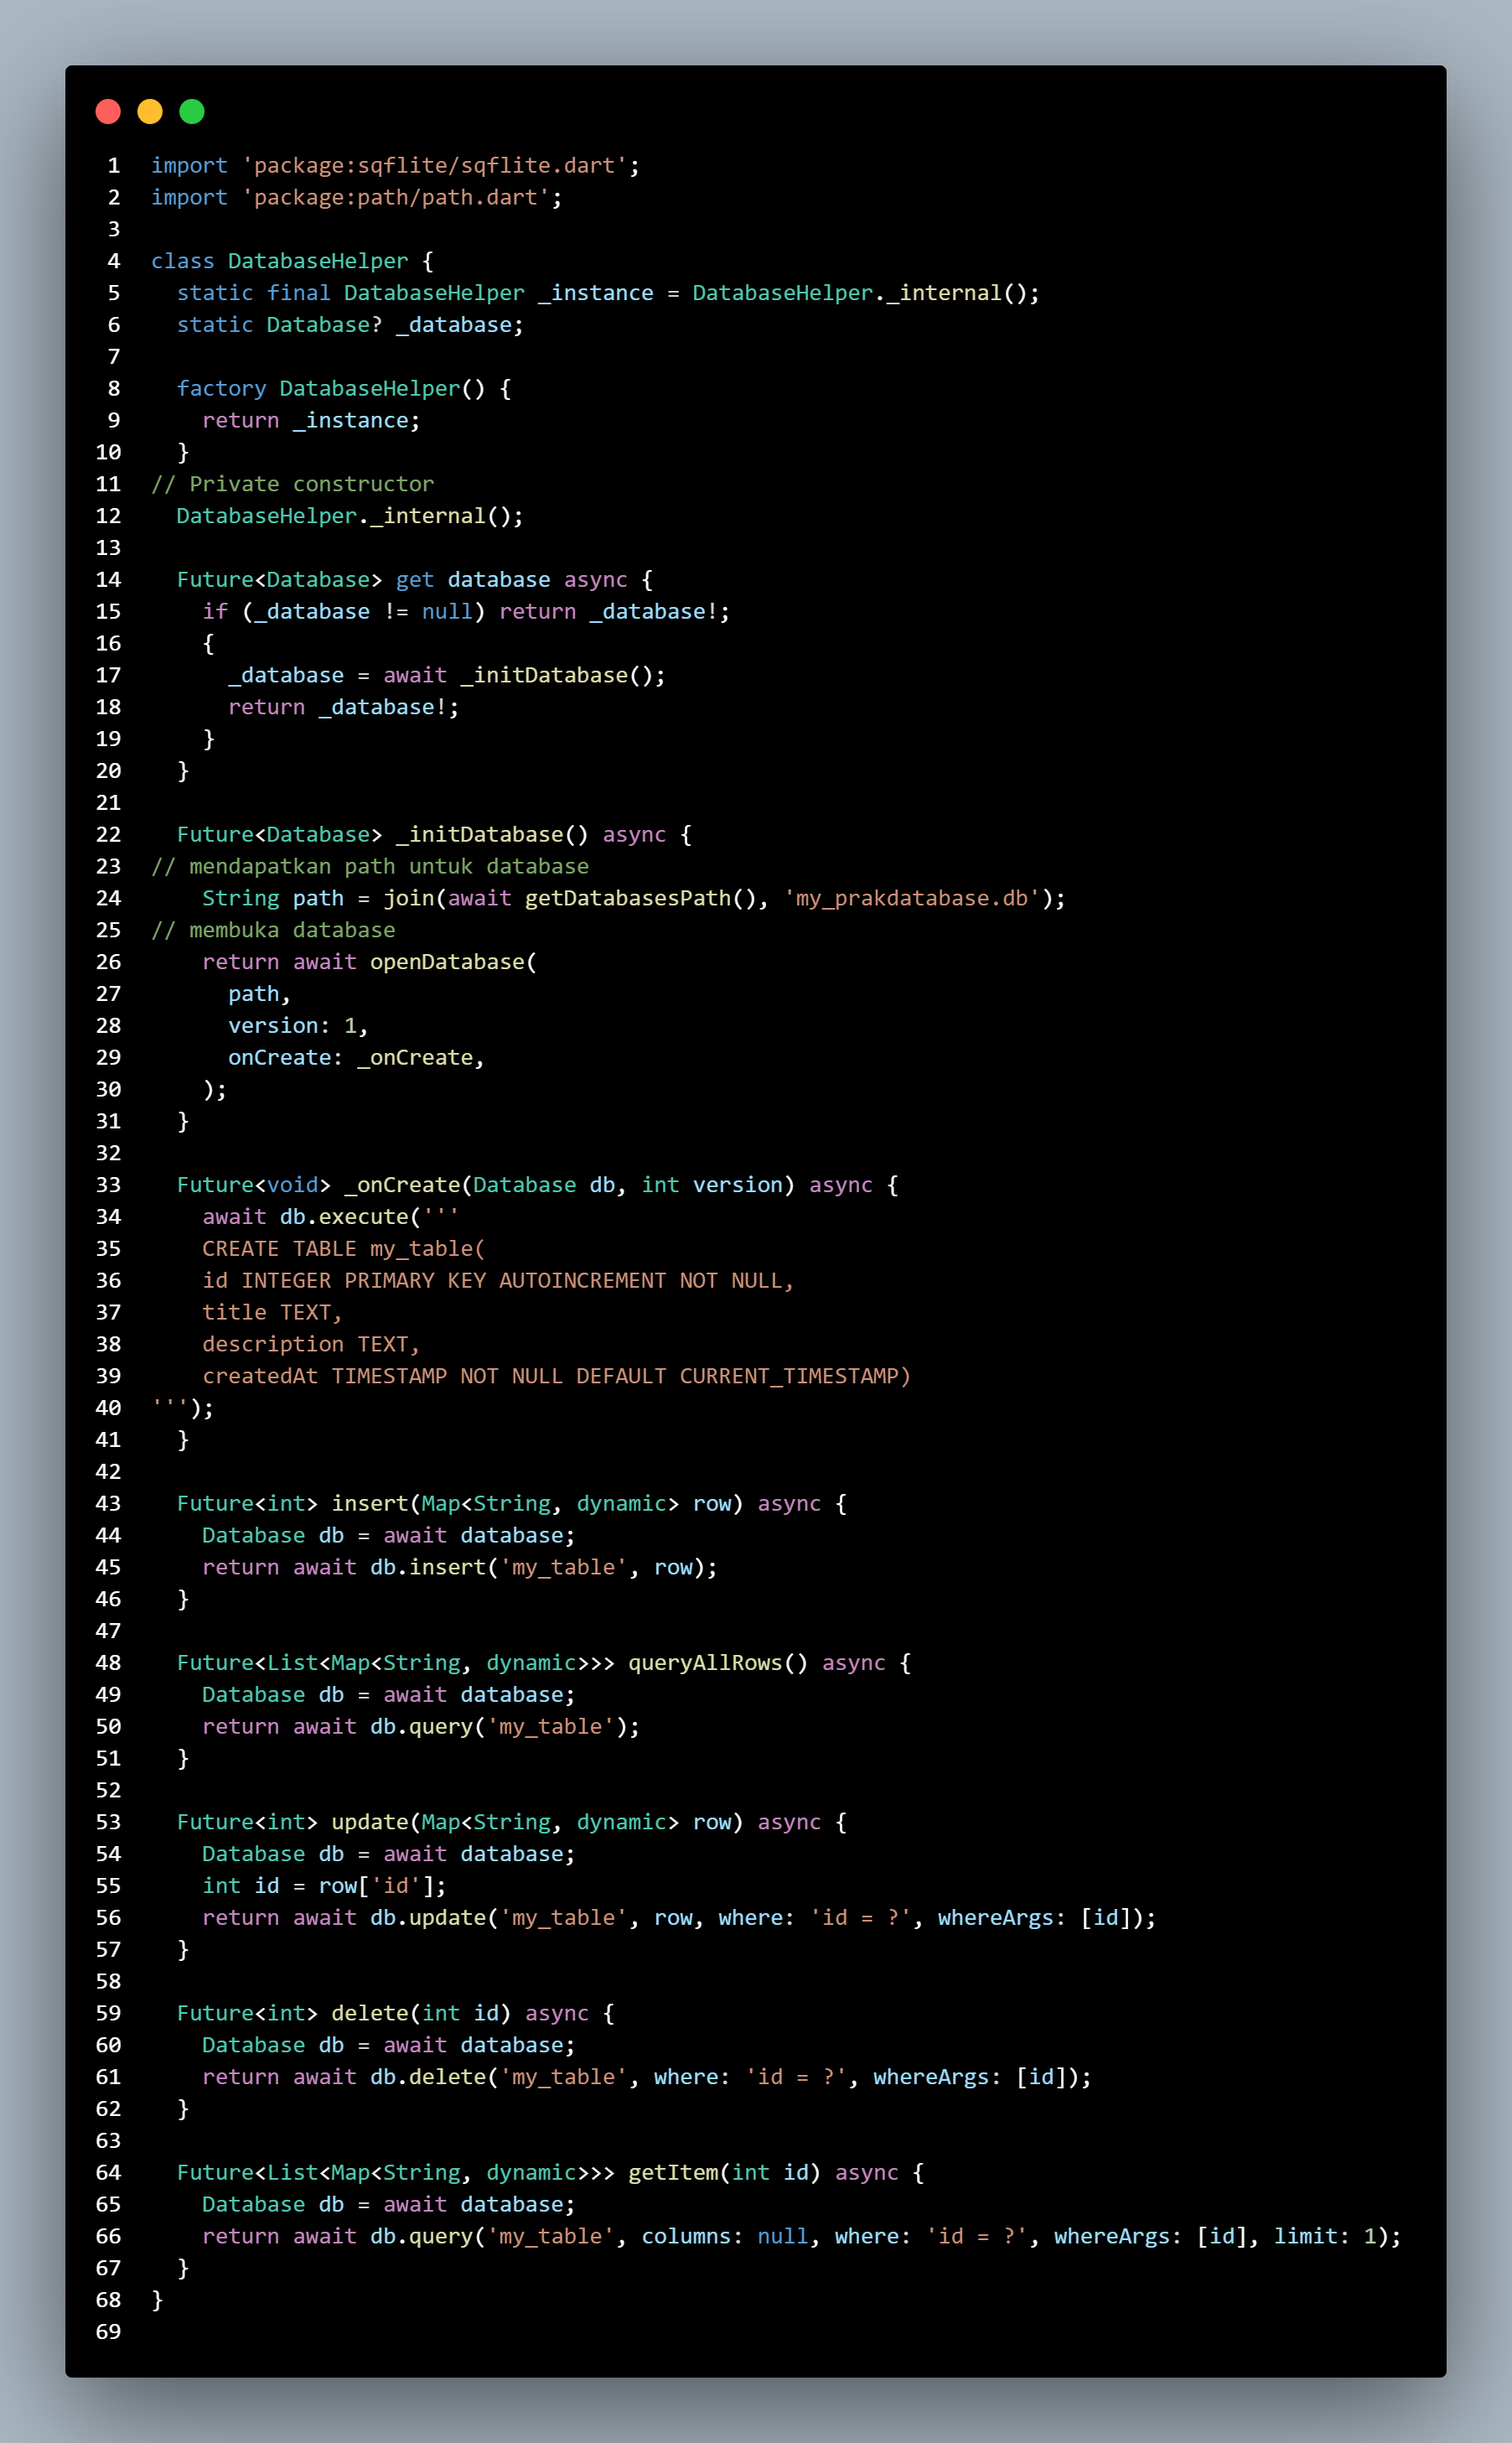 1 import 'package:sqflite/sqflite.dart';
2 import 'package:path/path.dart';
3
4 class DatabaseHelper {
5   static final DatabaseHelper _instance = DatabaseHelper._internal();
6   static Database? _database;
7
8   factory DatabaseHelper() {
9     return _instance;
10   }
11 // Private constructor
12   DatabaseHelper._internal();
13
14   Future<Database> get database async {
15     if (_database != null) return _database!;
16     {
17       _database = await _initDatabase();
18       return _database!;
19     }
20   }
21
22   Future<Database> _initDatabase() async {
23 // mendapatkan path untuk database
24     String path = join(await getDatabasesPath(), 'my_prakdatabase.db');
25 // membuka database
26     return await openDatabase(
27       path,
28       version: 1,
29       onCreate: _onCreate,
30     );
31   }
32
33   Future<void> _onCreate(Database db, int version) async {
34     await db.execute('''
35     CREATE TABLE my_table(
36     id INTEGER PRIMARY KEY AUTOINCREMENT NOT NULL,
37     title TEXT,
38     description TEXT,
39     createdAt TIMESTAMP NOT NULL DEFAULT CURRENT_TIMESTAMP)
40 ''');
41   }
42
43   Future<int> insert(Map<String, dynamic> row) async {
44     Database db = await database;
45     return await db.insert('my_table', row);
46   }
47
48   Future<List<Map<String, dynamic>>> queryAllRows() async {
49     Database db = await database;
50     return await db.query('my_table');
51   }
52
53   Future<int> update(Map<String, dynamic> row) async {
54     Database db = await database;
55     int id = row['id'];
56     return await db.update('my_table', row, where: 'id = ?', whereArgs: [id]);
57   }
58
59   Future<int> delete(int id) async {
60     Database db = await database;
61     return await db.delete('my_table', where: 'id = ?', whereArgs: [id]);
62   }
63
64   Future<List<Map<String, dynamic>>> getItem(int id) async {
65     Database db = await database;
66     return await db.query('my_table', columns: null, where: 'id = ?', whereArgs: [id], limit: 1);
67   }
68 }
69